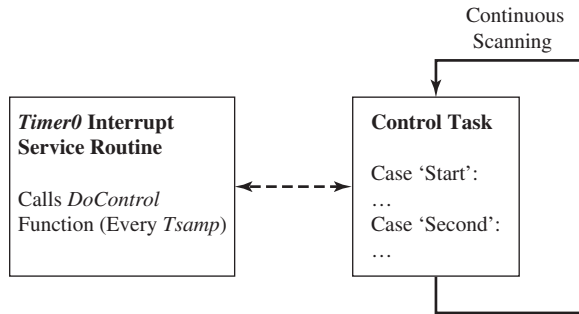 Continuous
Scanning
Timer0 Interrupt
Service Routine
Calls DoControl
Function (Every Tsamp)
Control Task
Case ‘Start’:
…
Case ‘Second’:
…